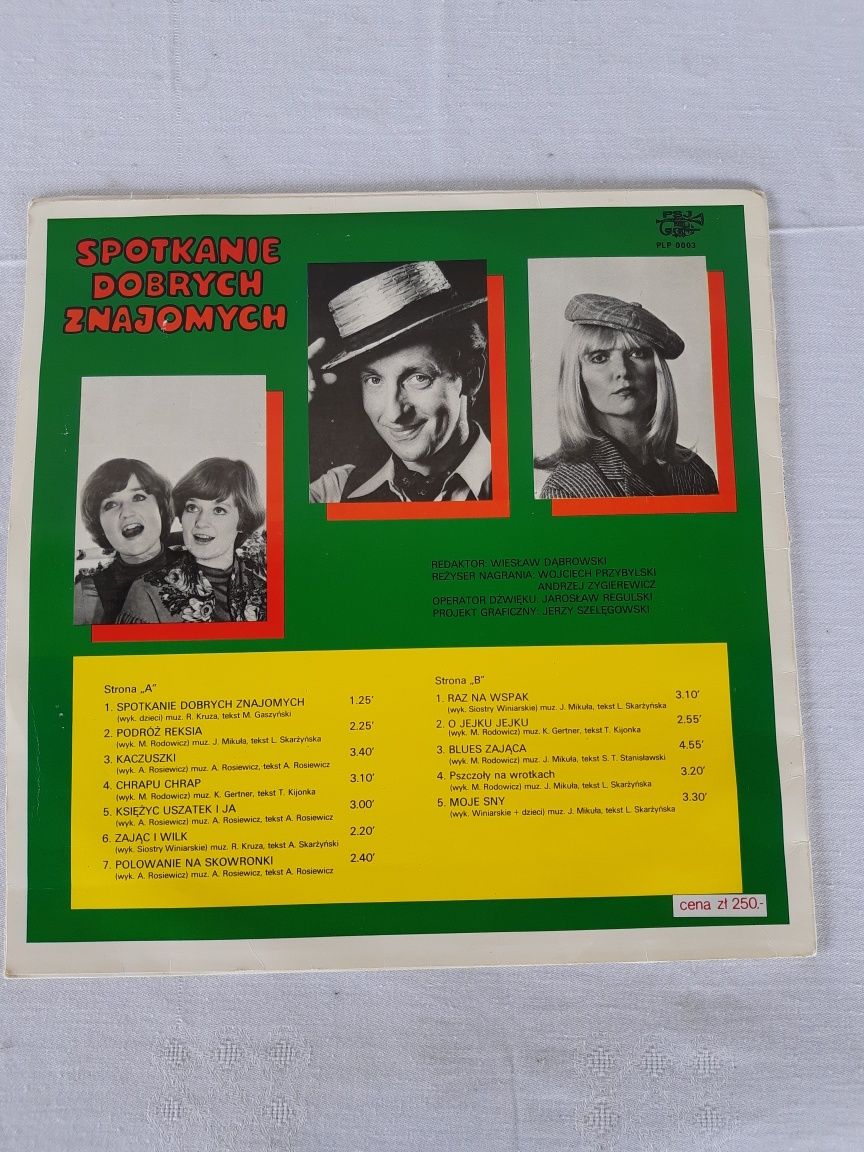 SPOTKANIE
DOBRYCH
ZNAJOMYCH
PSJ
PLP 0003
REDAKTOR: WIESŁAW DĄBROWSKI
REŻYSER NAGRANIA: WOJCIECH PRZYBYLSKI
ANDRZEJ ZYGIEREWICZ
OPERATOR DŹWIĘKU: JAROSŁAW REGULSKI
PROJEKT GRAFICZNY: JERZY SZELĘGOWSKI
Strona „A”
1. SPOTKANIE DOBRYCH ZNAJOMYCH 1.25′
(wyk. dzieci) muz. R. Kruza, tekst M. Gaszyński
2. PODRÓŻ REKSIA 2.25′
(wyk. M. Rodowicz) muz. J. Mikuła, tekst L. Skarżyńska
3. KACZUSZKI 3.40′
(wyk. A. Rosiewicz) muz. A. Rosiewicz, tekst A. Rosiewicz
4. CHRAPU CHRAP 3.10′
(wyk. M. Rodowicz) muz. K. Gertner, tekst T. Kijonka
5. KSIĘŻYC USZATEK I JA 3.00′
(wyk. A. Rosiewicz) muz. A. Rosiewicz, tekst A. Rosiewicz
6. ZAJĄC I WILK 2.20′
(wyk. Siostry Winiarskie) muz. R. Kruza, tekst A. Skarżyński
7. POLOWANIE NA SKOWRONKI 2.40′
(wyk. A. Rosiewicz) muz. A. Rosiewicz, tekst A. Rosiewicz
Strona „B”
1. RAZ NA WSPAK 3.10′
(wyk. Siostry Winiarskie) muz. J. Mikuła, tekst L. Skarżyńska
2. O JEJKU JEJKU 2.55′
(wyk. M. Rodowicz) muz. K. Gertner, tekst T. Kijonka
3. BLUES ZAJĄCA 4.55′
(wyk. M. Rodowicz) muz. J. Mikuła, tekst S. T. Stanisławski
4. Pszczoły na wrotkach 3.20′
(wyk. M. Rodowicz) muz. J. Mikuła, tekst L. Skarżyńska
5. MOJE SNY 3.30′
(wyk. Winiarskie + dzieci) muz. J. Mikuła, tekst L. Skarżyńska
cena zł 250.-